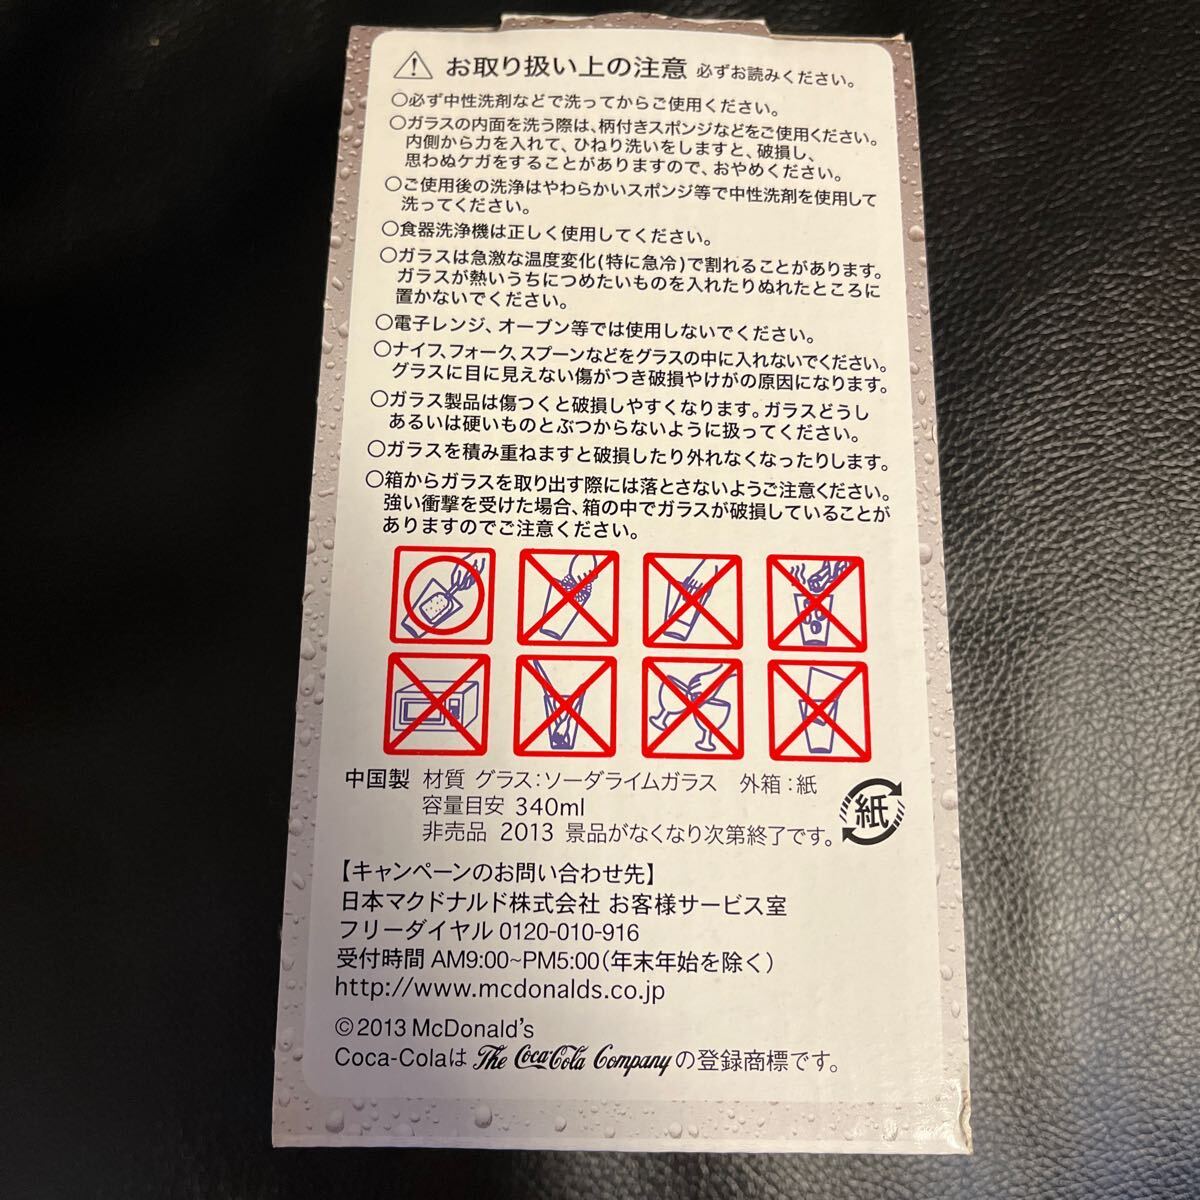 お取り扱い上の注意 必ずお読みください。
○必ず中性洗剤などで洗ってからご使用ください。
○ガラスの内面を洗う際は、柄付きスポンジなどをご使用ください。
内側から力を入れて、ひねり洗いをしますと、破損し、
思わぬケガをすることがありますので、おやめください。
○ご使用後の洗浄はやわらかいスポンジ等で中性洗剤を使用して
洗ってください。
○食器洗浄機は正しく使用してください。
○ガラスは急激な温度変化(特に急冷)で割れることがあります。
ガラスが熱いうちにつめたいものを入れたりぬれたところに
置かないでください。
○電子レンジ、オーブン等では使用しないでください。
○ナイフ、フォーク、スプーンなどをグラスの中に入れないでください。
グラスに目に見えない傷がつき破損やけがの原因になります。
○ガラス製品は傷つくと破損しやすくなります。ガラスどうし
あるいは硬いものとぶつからないように扱ってください。
○ガラスを積み重ねますと破損したり外れなくなったりします。
○箱からガラスを取り出す際には落とさないようご注意ください。
強い衝撃を受けた場合、箱の中でガラスが破損していることが
ありますのでご注意ください。
中国製 材質 グラス:ソーダライムガラス 外箱:紙
容量目安 340ml
非売品 2013 景品がなくなり次第終了です。
紙
【キャンペーンのお問い合わせ先】
日本マクドナルド株式会社 お客様サービス室
フリーダイヤル 0120-010-916
受付時間 AM9:00~PM5:00(年末年始を除く)
http://www.mcdonalds.co.jp
©2013 McDonald's
Coca-Colaは The Coca-Cola Company の登録商標です。